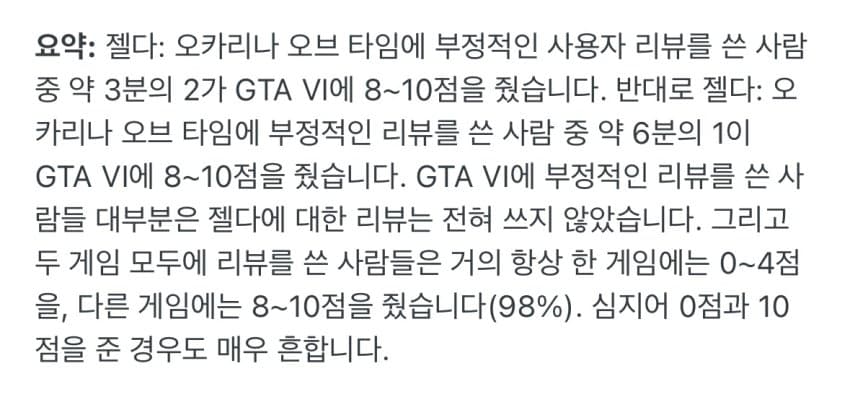 요약: 젤다: 오카리나 오브 타임에 부정적인 사용자 리뷰를 쓴 사람
중 약 3분의 2가 GTA VI에 8~10점을 줬습니다. 반대로 젤다: 오
카리나 오브 타임에 부정적인 리뷰를 쓴 사람 중 약 6분의 1이
GTA VI에 8~10점을 줬습니다. GTA VI에 부정적인 리뷰를 쓴 사
람들 대부분은 젤다에 대한 리뷰는 전혀 쓰지 않았습니다. 그리고
두 게임 모두에 리뷰를 쓴 사람들은 거의 항상 한 게임에는 0~4점
을, 다른 게임에는 8~10점을 줬습니다(98%). 심지어 0점과 10
점을 준 경우도 매우 흔합니다.